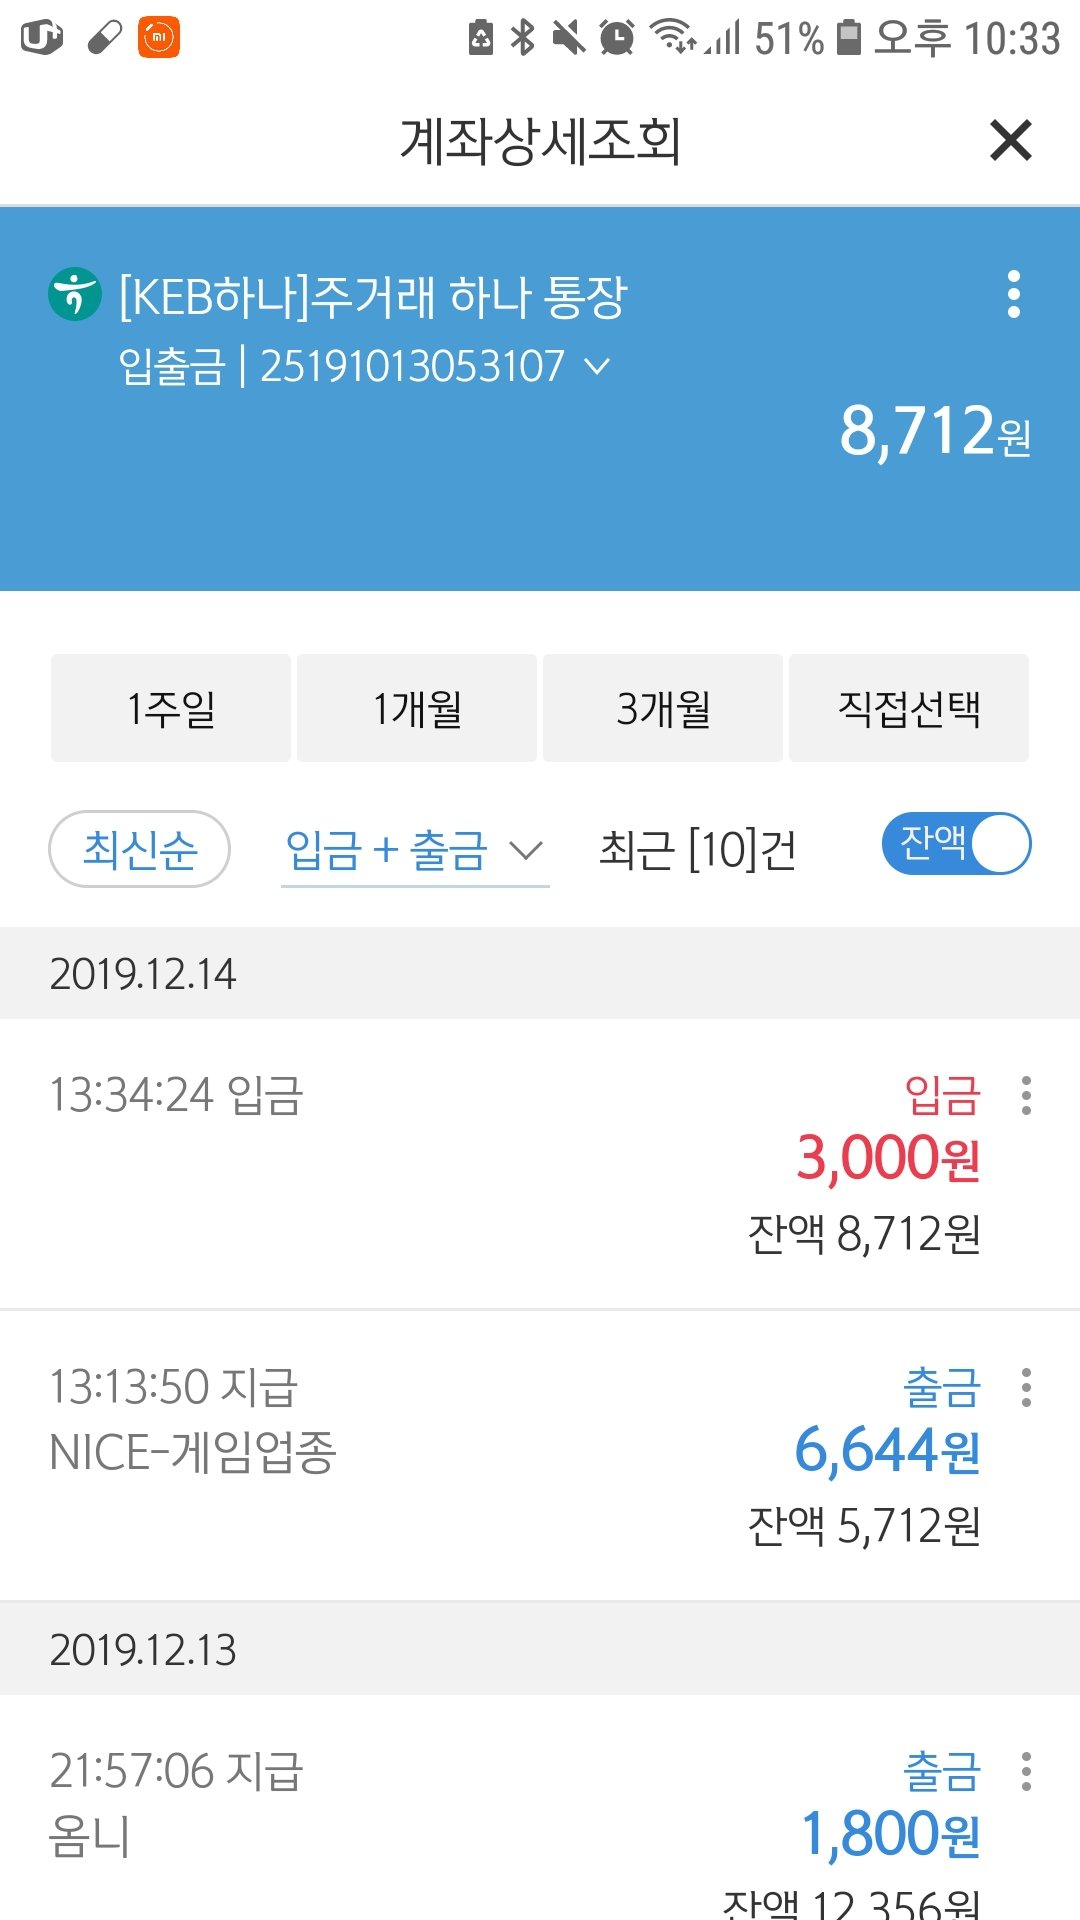 U+ mi 51% 오후 10:33
계좌상세조회
[KEB하나]주거래 하나 통장
입출금 | 25191013053107
8,712원
1주일 1개월 3개월 직접선택
최신순 입금 + 출금 최근 [10]건 잔액
2019.12.14
13:34:24 입금 입금
3,000원
잔액 8,712원
13:13:50 지급 출금
NICE-게임업종 6,644원
잔액 5,712원
2019.12.13
21:57:06 지급 출금
옴니 1,800원
잔액 12,356원